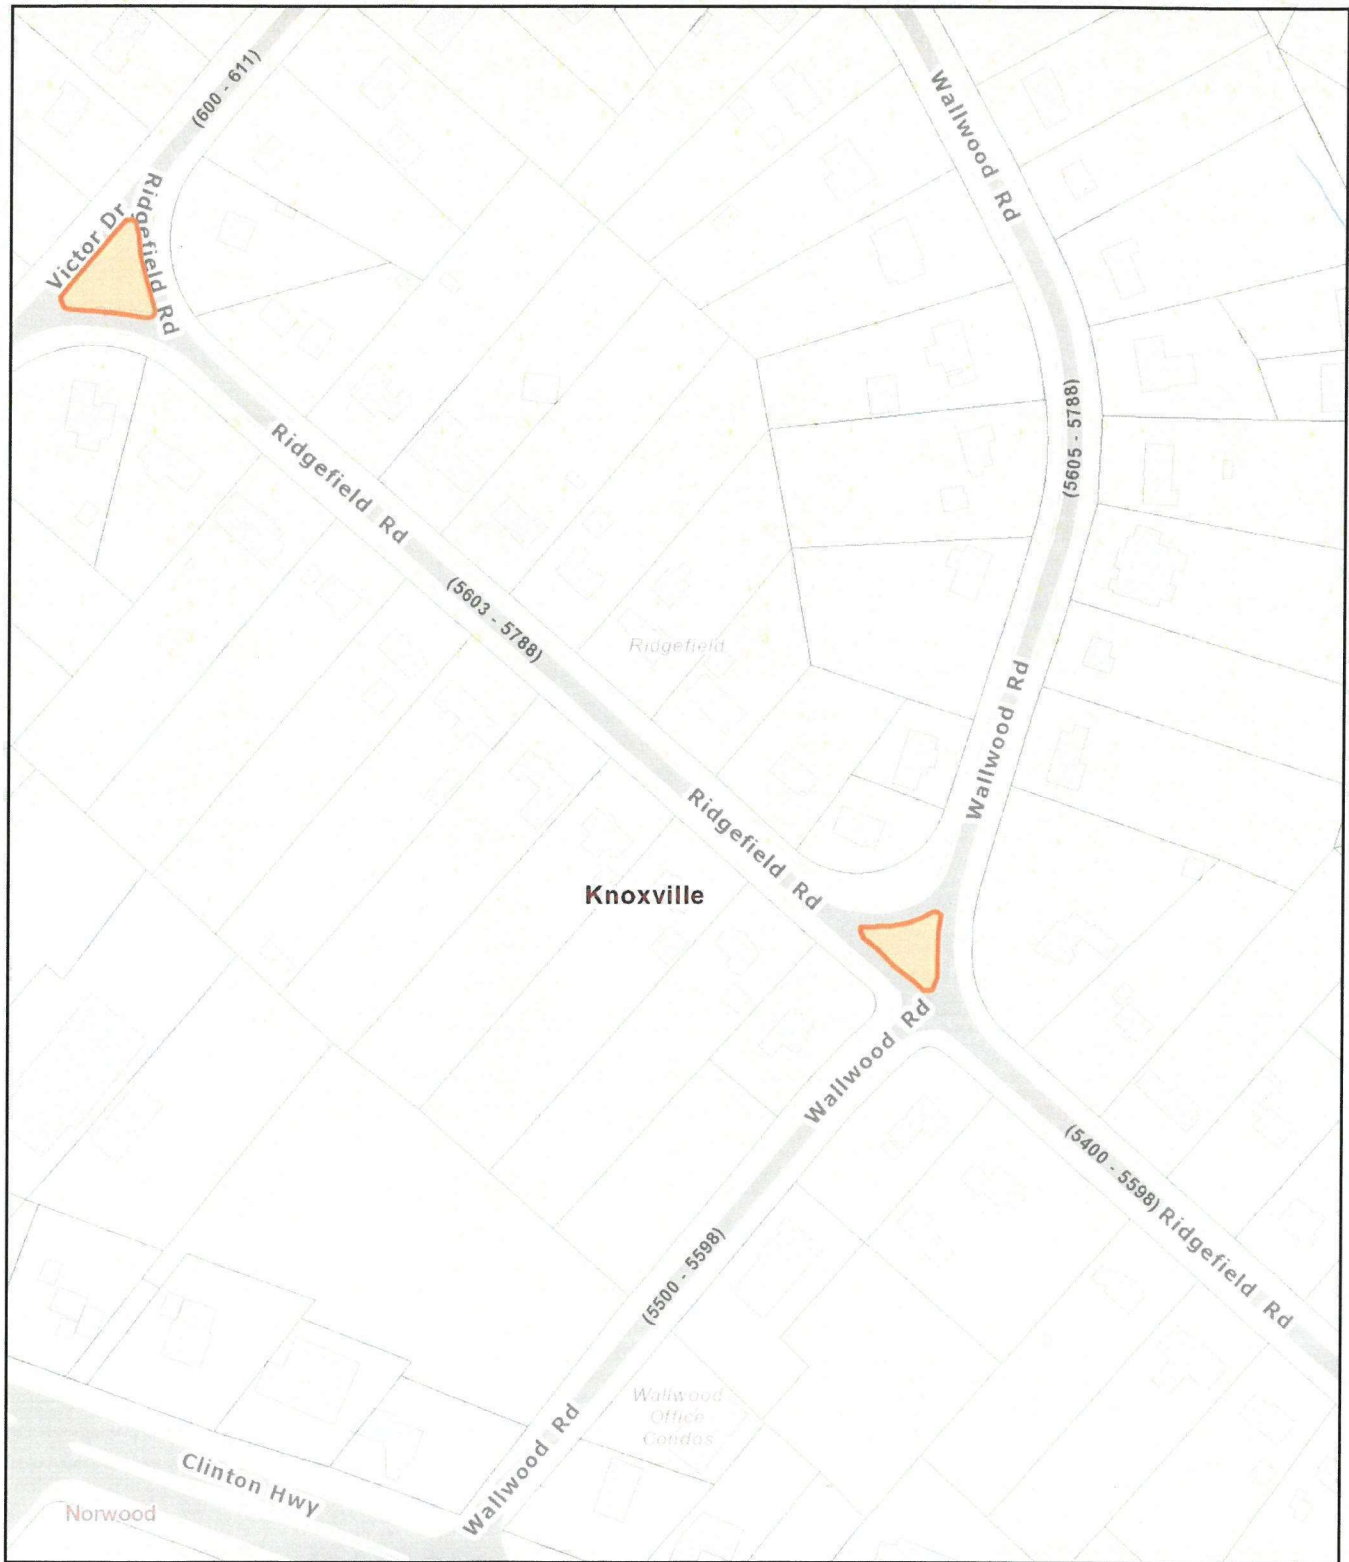 (600 - 611)
Wallwood Rd
Victor Dr
Ridgefield Rd
(5605 - 5788)
Ridgefield Rd
(5603 - 5788)
Ridgefield
Wallwood Rd
Ridgefield Rd
Knoxville
Wallwood Rd
(5400 - 5598)
Ridgefield Rd
(5500 - 5598)
Wallwood
Office
Condos
Wallwood Rd
Clinton Hwy
Norwood